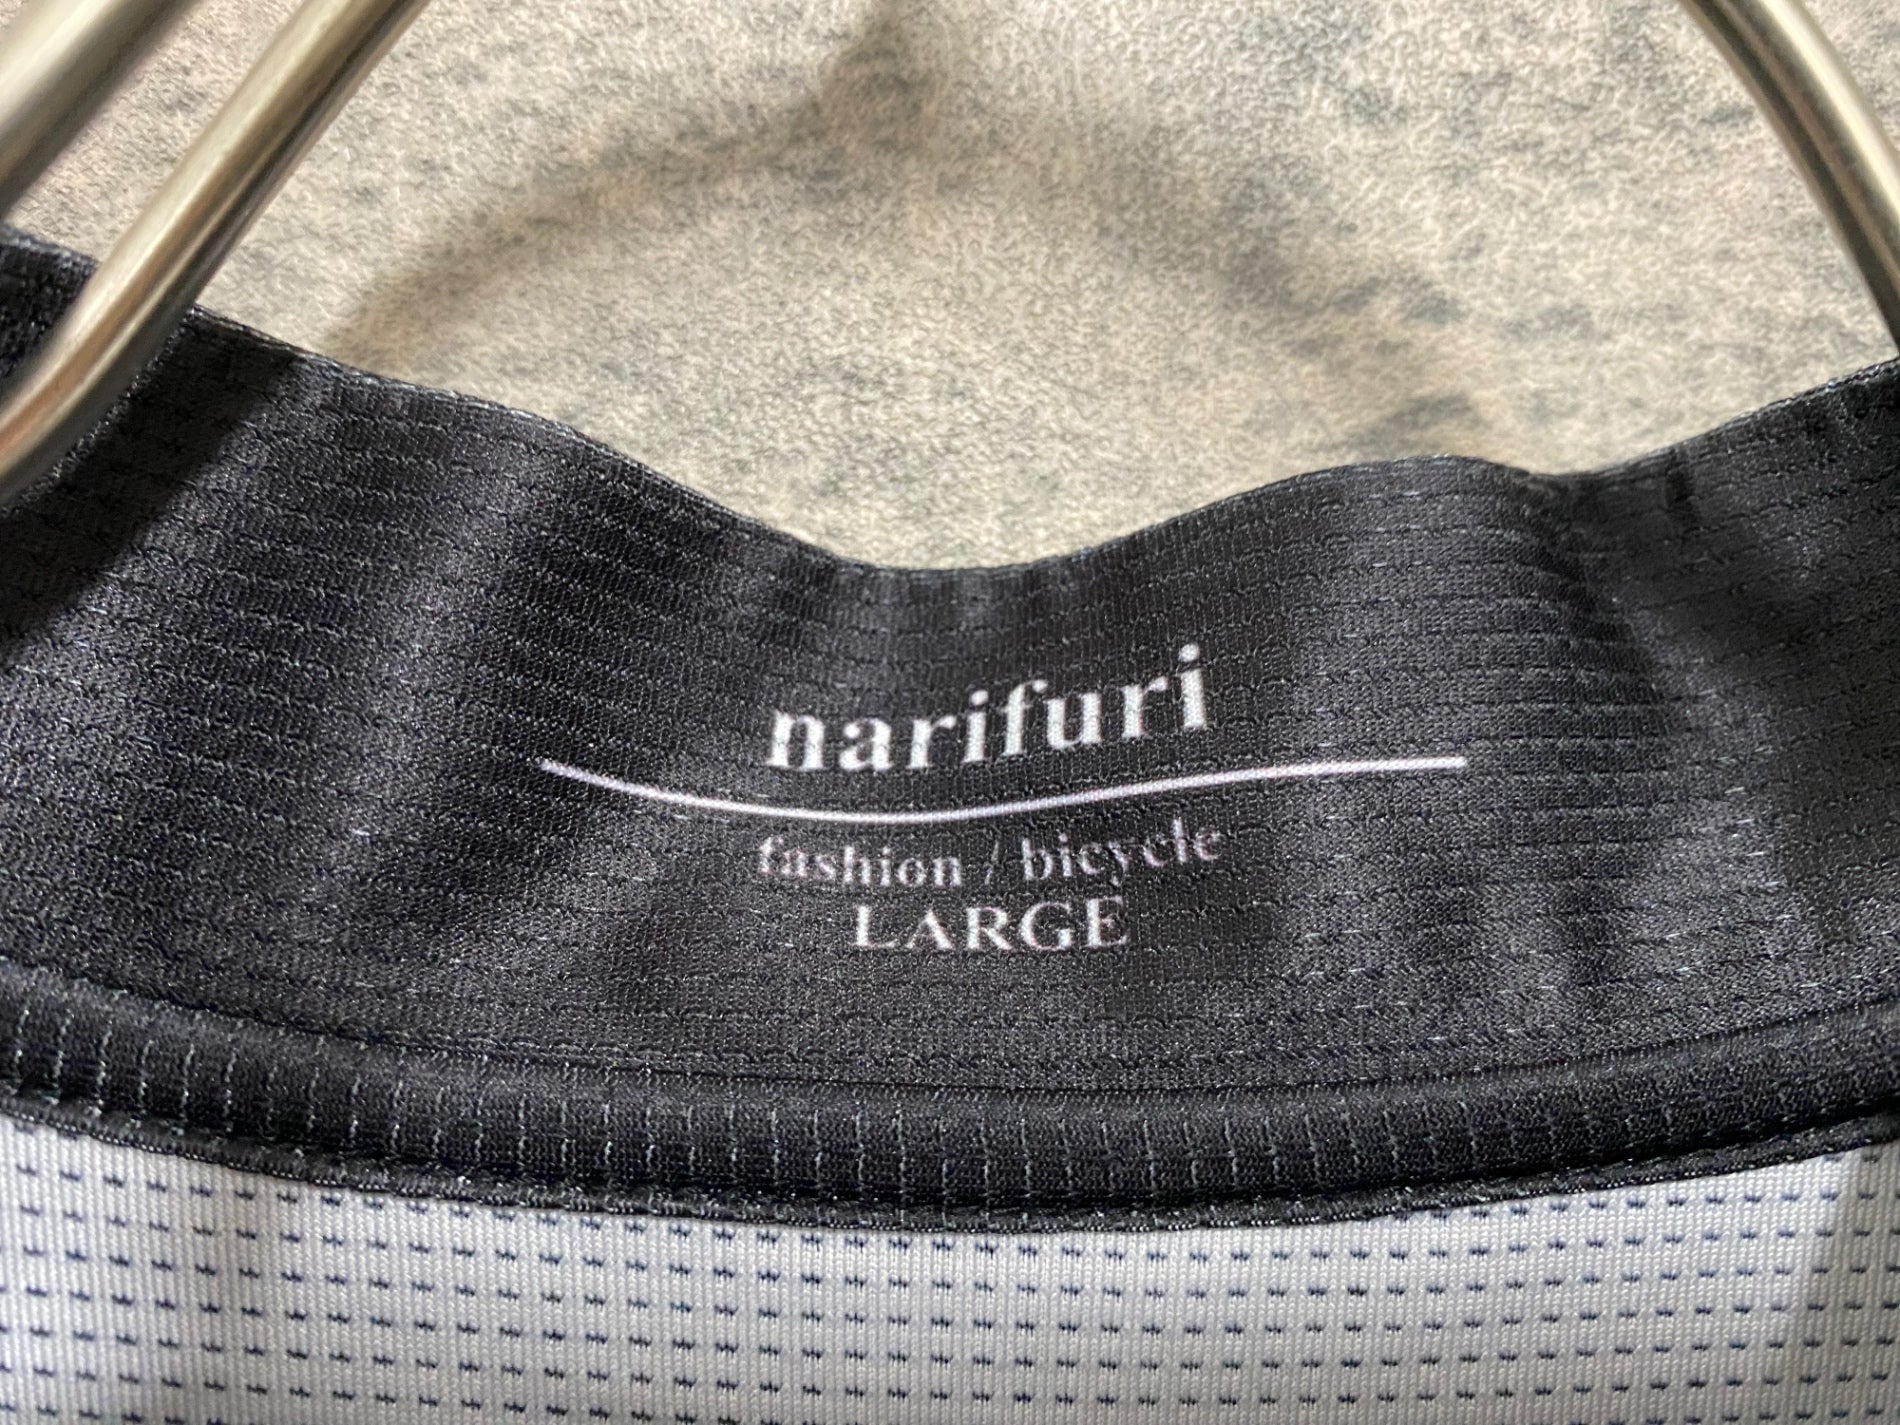 narifuri
fashion / bicycle
LARGE